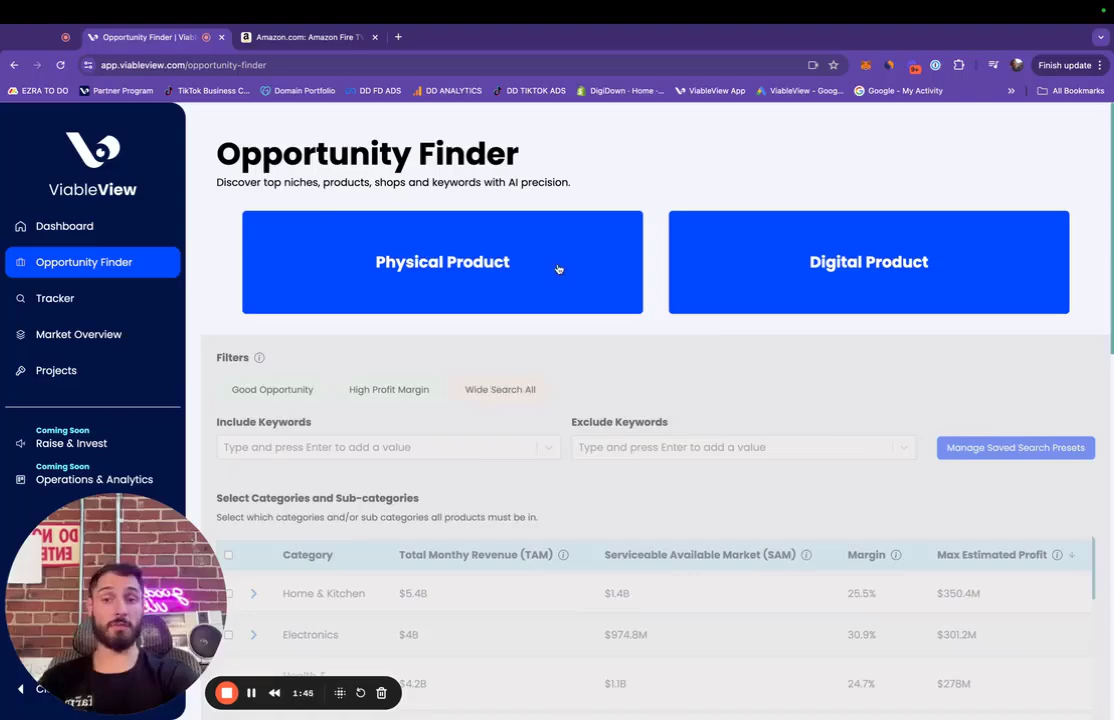 Opportunity Finder | Viabl
Amazon.com: Amazon Fire T
app.viableview.com/opportunity-finder
9+
Finish update
EZRA TO DO
Partner Program
TikTok Business C...
Domain Portfolio
DD FD ADS
DD ANALYTICS
DD TIKTOK ADS
DigiDown · Home ·...
ViableView App
ViableView – Goog...
Google - My Activity
All Bookmarks
ViableView
Dashboard
Opportunity Finder
Tracker
Market Overview
Projects
Coming Soon
Raise & Invest
Coming Soon
Operations & Analytics
Opportunity Finder
Discover top niches, products, shops and keywords with AI precision.
Physical Product
Digital Product
Filters
Good Opportunity
High Profit Margin
Wide Search All
Include Keywords
Exclude Keywords
Type and press Enter to add a value
Type and press Enter to add a value
Manage Saved Search Presets
Select Categories and Sub-categories
Select which categories and/or sub categories all products must be in.
Category
Total Monthy Revenue (TAM)
Serviceable Available Market (SAM)
Margin
Max Estimated Profit
Home & Kitchen
$5.4B
$1.4B
25.5%
$350.4M
Electronics
$4B
$974.8M
30.9%
$301.2M
Health &
$4.2B
$1.1B
24.7%
$278M
DO NO
ENTER
good
1:45